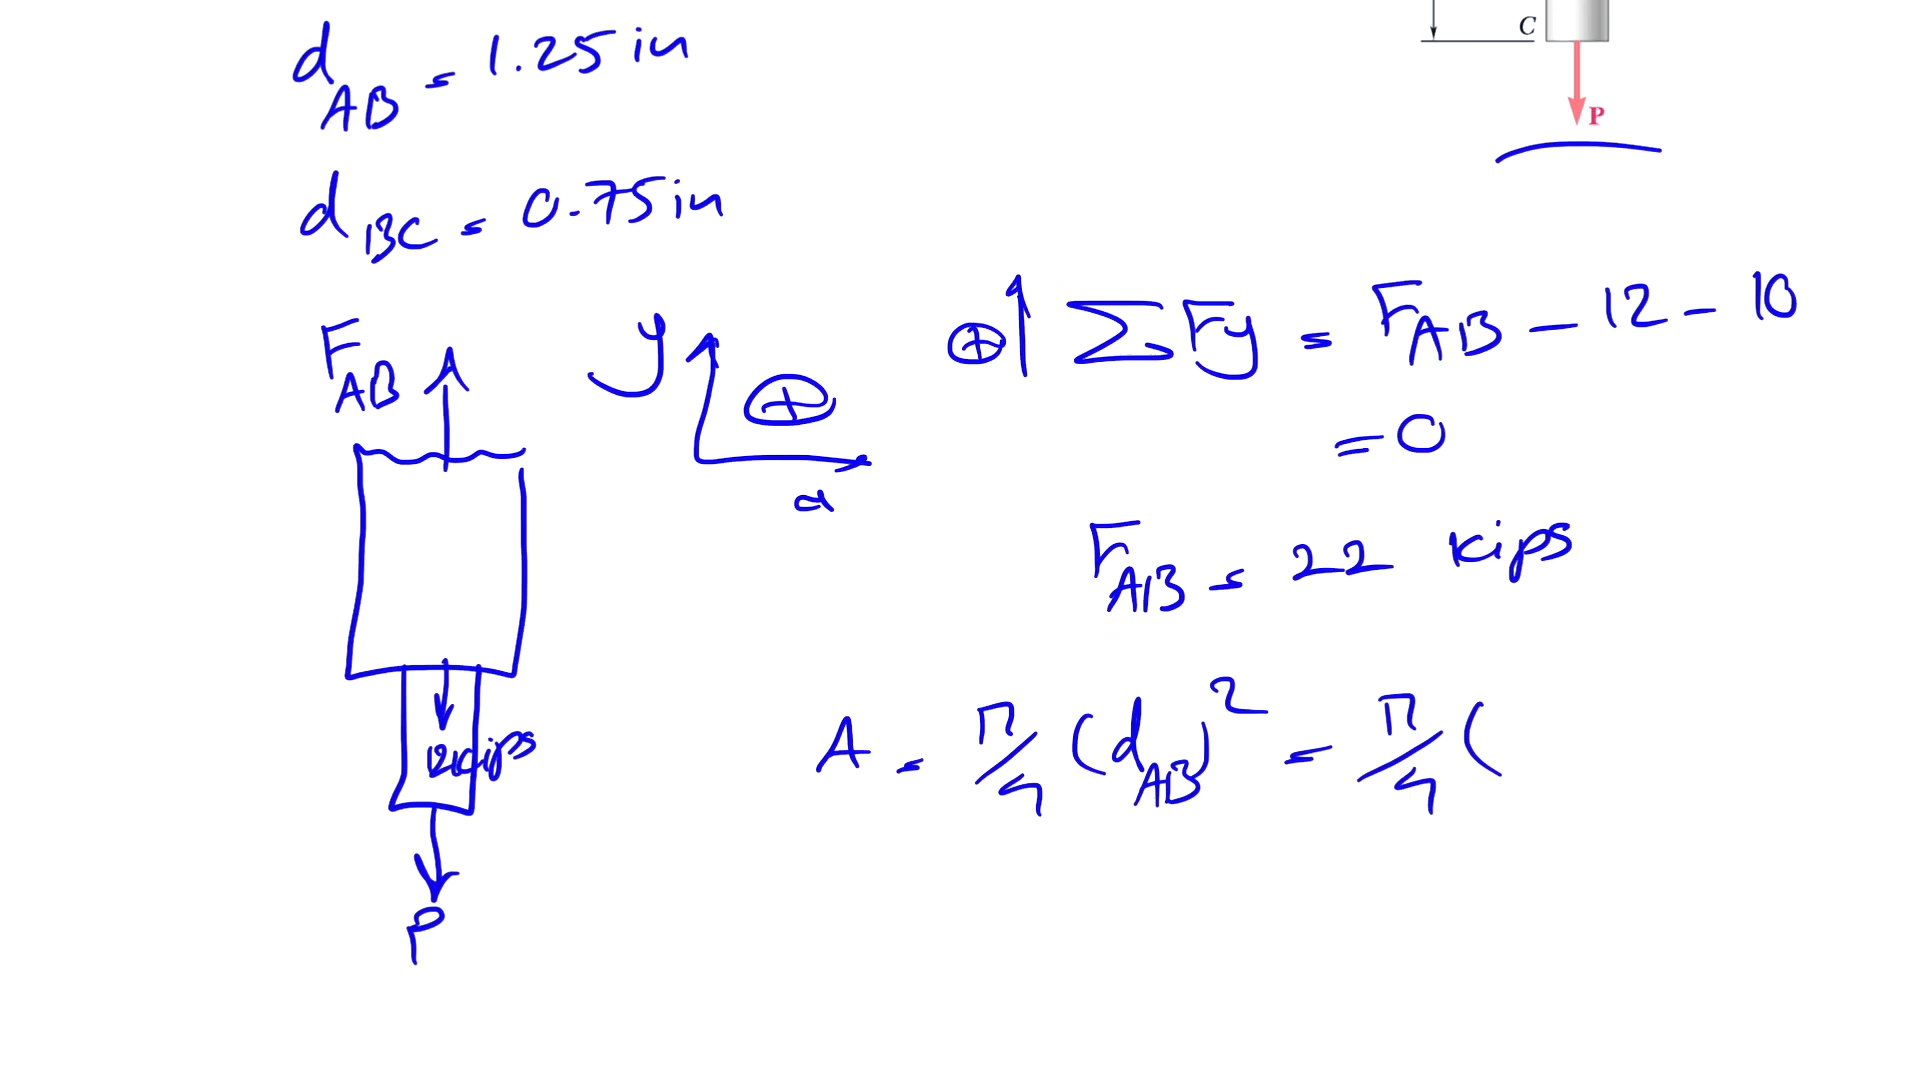 d_AB = 1.25 in
C
P
d_BC = 0.75 in
⊕↑ ΣFy = F_AB - 12 - 10
= 0
F_AB
y
⊕
F_AB = 22 kips
A = π/4 (d_AB)² = π/4 (
12 kips
P